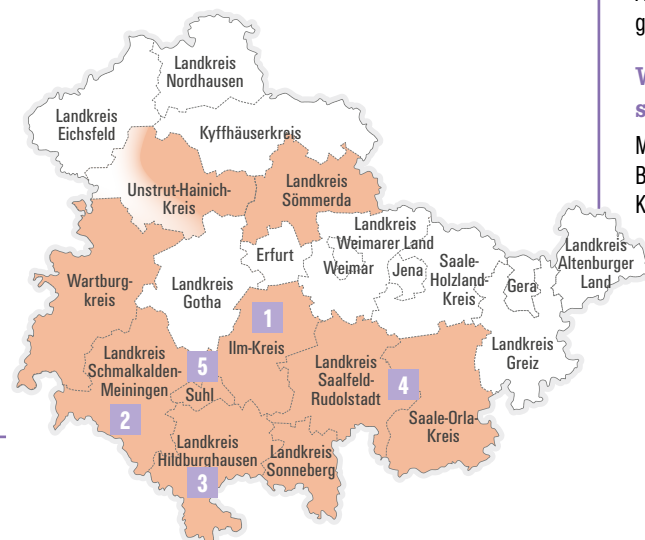 Landkreis
Nordhausen
Landkreis
Eichsfeld
Kyffhäuserkreis
Unstrut-Hainich-
Kreis
Landkreis
Sömmerda
Landkreis
Weimarer Land
Erfurt
Weimar
Jena
Saale-
Holzland-
Kreis
Gera
Landkreis
Altenburger
Land
Wartburg-
kreis
Landkreis
Gotha
1
Ilm-Kreis
Landkreis
Greiz
Landkreis
Schmalkalden-
Meiningen
5
Suhl
Landkreis
Saalfeld-
Rudolstadt
4
Saale-Orla-
Kreis
2
Landkreis
Hildburghausen
3
Landkreis
Sonneberg
g
s
M
B
K